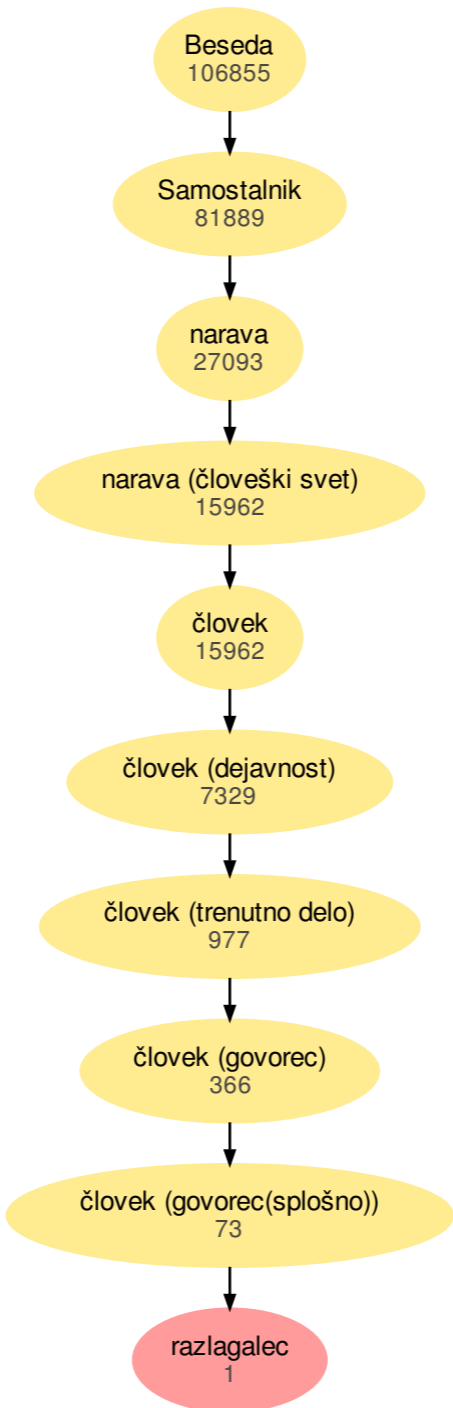 Beseda
106855
Samostalnik
81889
narava
27093
narava (človeški svet)
15962
človek
15962
človek (dejavnost)
7329
človek (trenutno delo)
977
človek (govorec)
366
človek (govorec(splošno))
73
razlagalec
1